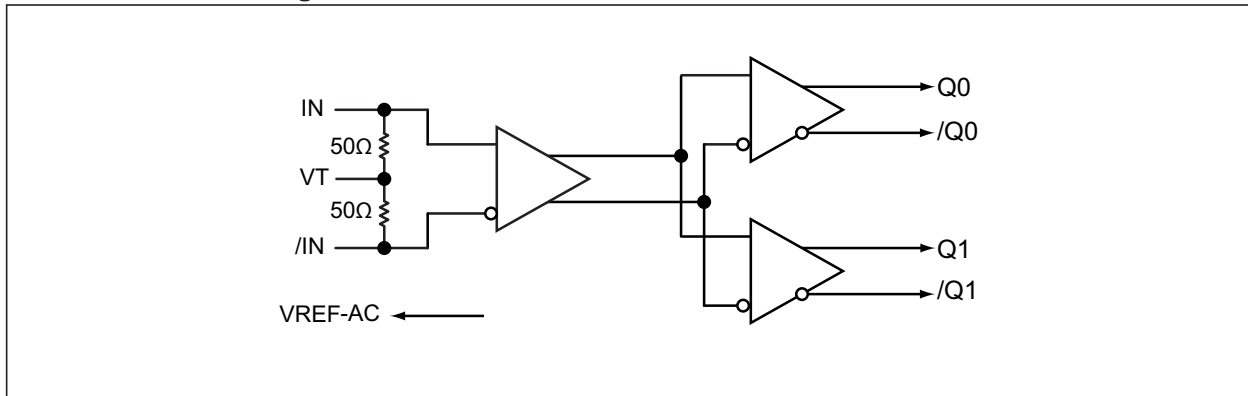 IN
50Ω
VT
50Ω
/IN
VREF-AC
Q0
/Q0
Q1
/Q1